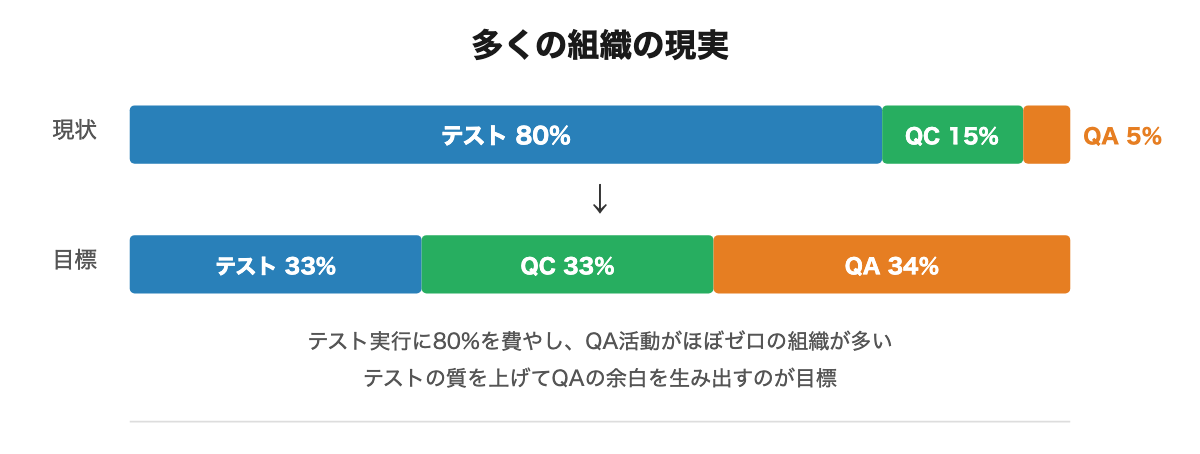 多くの組織の現実
現状
テスト 80%
QC 15%
QA 5%
↓
目標
テスト 33%
QC 33%
QA 34%
テスト実行に80%を費やし、QA活動がほぼゼロの組織が多い
テストの質を上げてQAの余白を生み出すのが目標